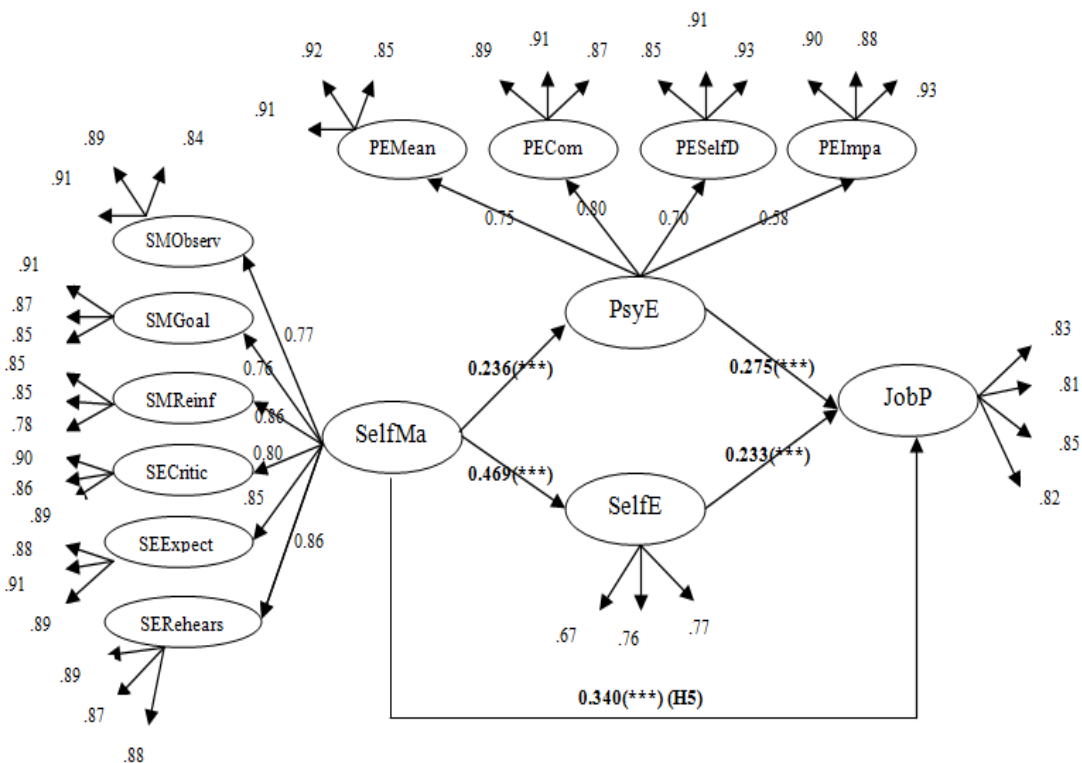 .91
.92 .85 .89 .91 .87 .85 .91 .93 .90 .88 .93
.91
PEMean PECom PESelfD PEImpa
.89 .84
.91
0.75 0.80 0.70 0.58
SMObserv
.91
.87
.85
SMGoal
0.77
PsyE
0.76
.85
.85
.78
SMReinf
0.86
0.236(***)
0.275(***)
.83
.81
.85
.82
JobP
SelfMa
0.80
.90
.86
.89
SECritic
0.469(***)
0.233(***)
0.85
SelfE
.88
.91
.89
SEExpect
0.86
SERehears
.67 .76 .77
.89
.87
.88
0.340(***) (H5)